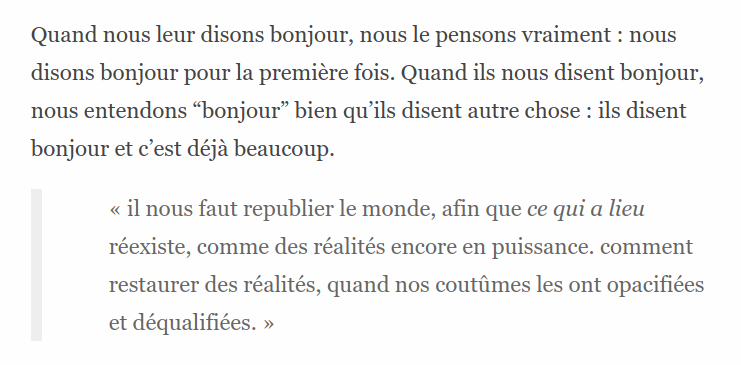 Quand nous leur disons bonjour, nous le pensons vraiment : nous
disons bonjour pour la première fois. Quand ils nous disent bonjour,
nous entendons “bonjour” bien qu’ils disent autre chose : ils disent
bonjour et c’est déjà beaucoup.
« il nous faut republier le monde, afin que ce qui a lieu
réexiste, comme des réalités encore en puissance. comment
restaurer des réalités, quand nos coutûmes les ont opacifiées
et déqualifiées. »